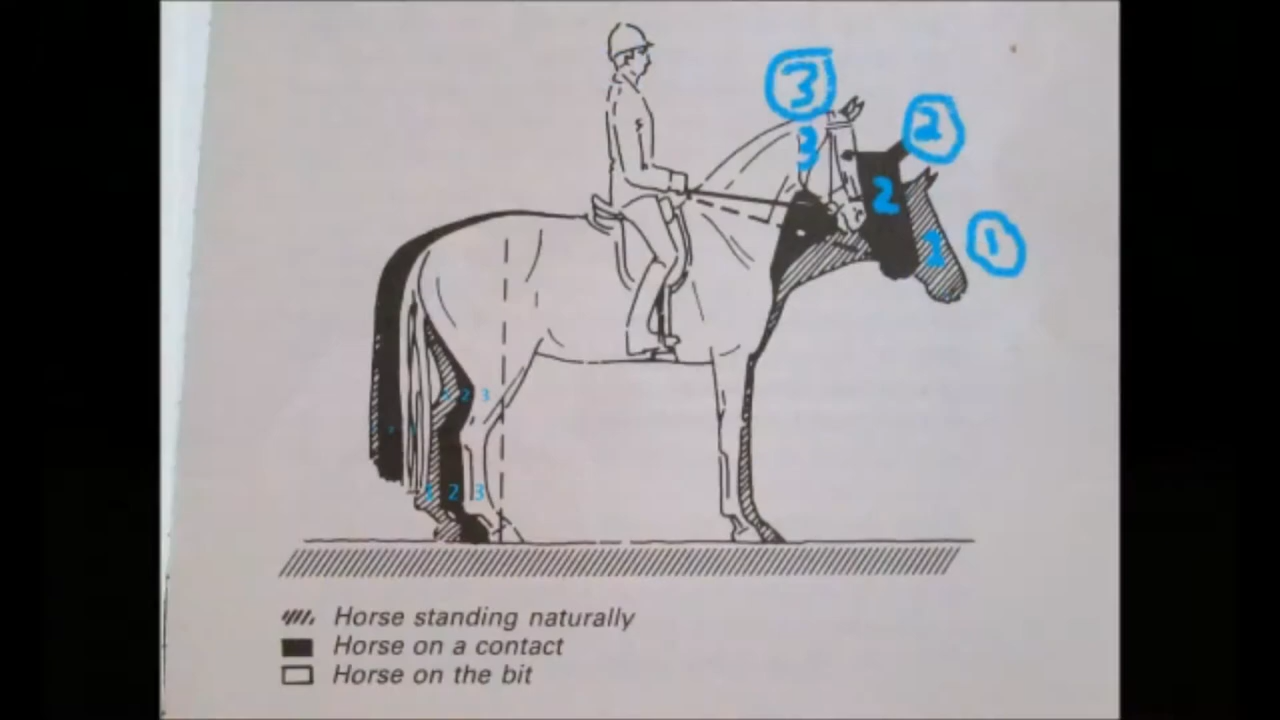 3
2
3
2
1
1
2 3
1 2 3
Horse standing naturally
Horse on a contact
Horse on the bit